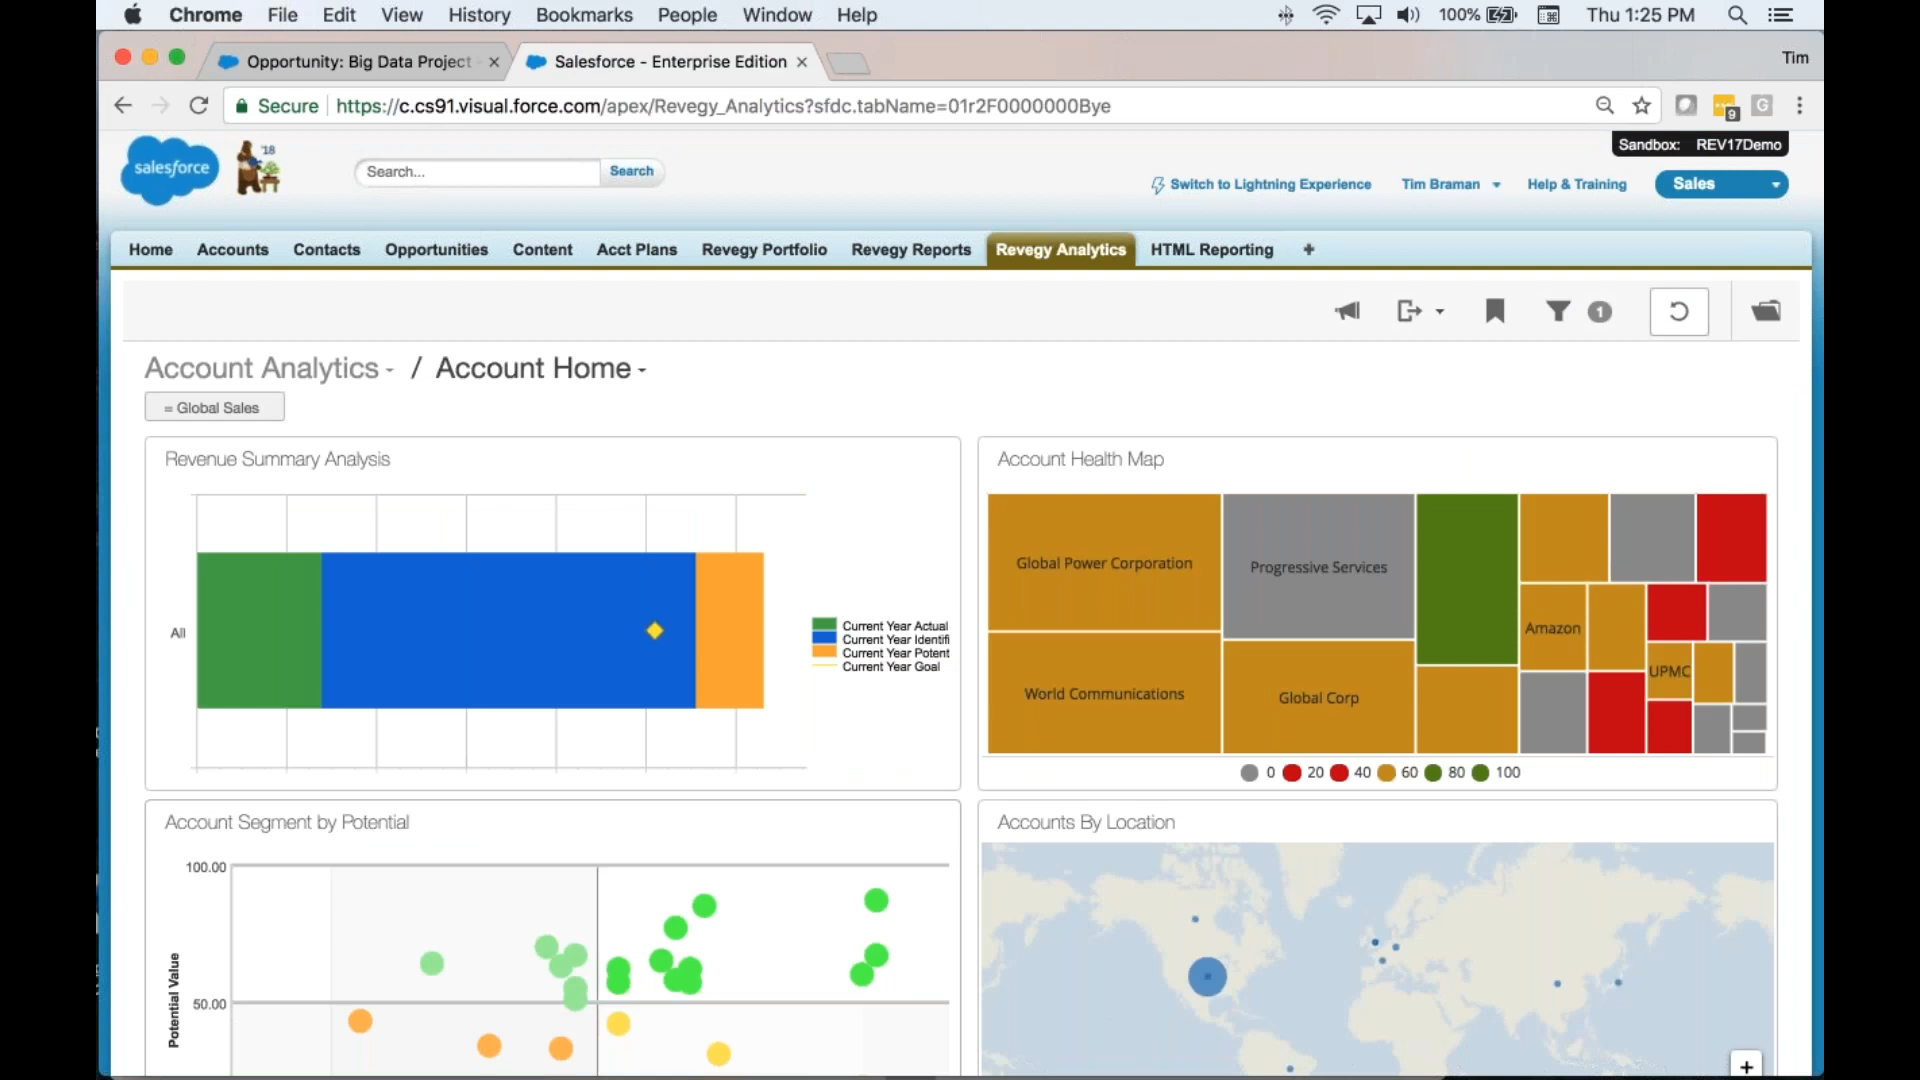 Chrome File Edit View History Bookmarks People Window Help 100% Thu 1:25 PM
Opportunity: Big Data Project Salesforce - Enterprise Edition Tim
Secure https://c.cs91.visual.force.com/apex/Revegy_Analytics?sfdc.tabName=01r2F0000000Bye 9 G
Sandbox: REV17Demo
salesforce '18 Search... Search Switch to Lightning Experience Tim Braman Help & Training Sales
Home Accounts Contacts Opportunities Content Acct Plans Revegy Portfolio Revegy Reports Revegy Analytics HTML Reporting +
1
Account Analytics / Account Home
= Global Sales
Revenue Summary Analysis
All
Current Year Actual
Current Year Identifi
Current Year Potent
Current Year Goal
Account Health Map
Global Power Corporation
Progressive Services
Amazon
UPMC
World Communications
Global Corp
0 20 40 60 80 100
Account Segment by Potential
100.00
50.00
Potential Value
Accounts By Location
+